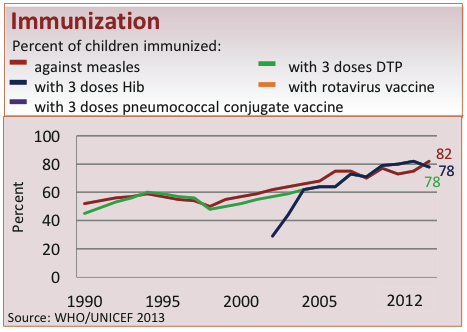 Immunization
Percent of children immunized:
against measles
with 3 doses DTP
with 3 doses Hib
with rotavirus vaccine
with 3 doses pneumococcal conjugate vaccine
100
80
60
40
20
0
Percent
82
78
78
1990 1995 2000 2005 2012
Source: WHO/UNICEF 2013